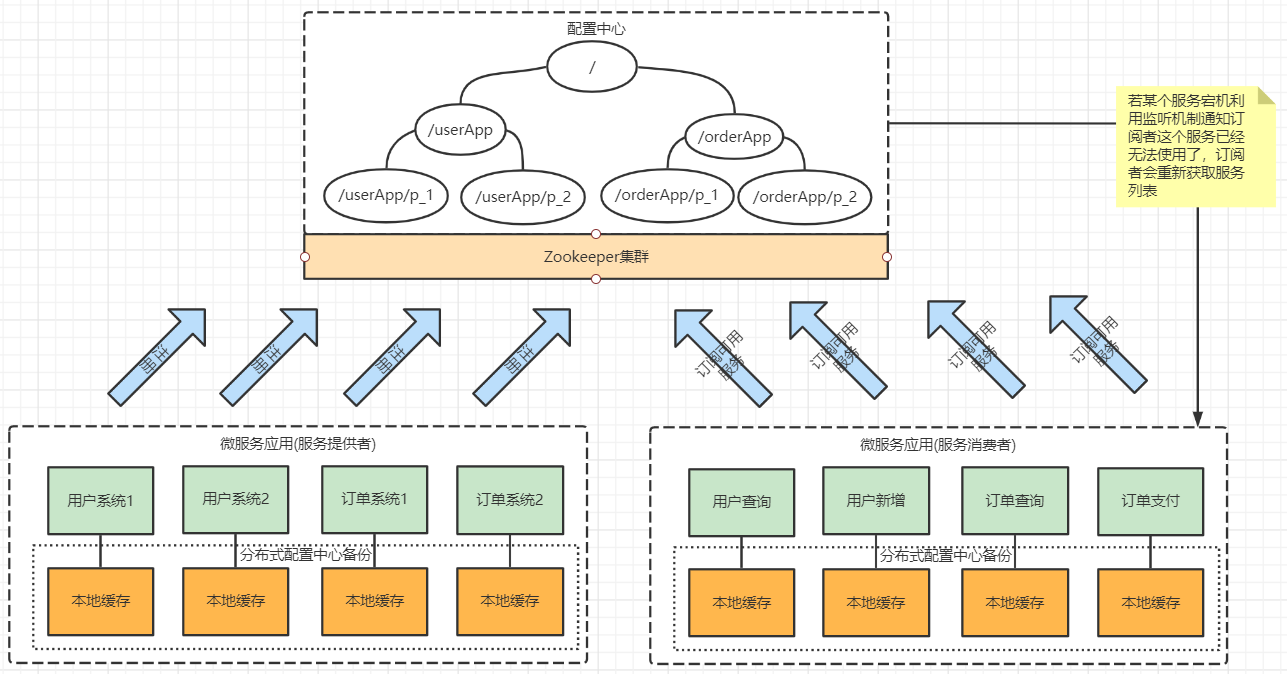 配置中心
/
/userApp
/orderApp
/userApp/p_1
/userApp/p_2
/orderApp/p_1
/orderApp/p_2
Zookeeper集群
若某个服务宕机利
用监听机制通知订
阅者这个服务已经
无法使用了，订阅
者会重新获取服务
列表
注册
注册
注册
注册
订阅可用
服务
订阅可用
服务
订阅可用
服务
订阅可用
服务
微服务应用(服务提供者)
用户系统1
用户系统2
订单系统1
订单系统2
分布式配置中心备份
本地缓存
本地缓存
本地缓存
本地缓存
微服务应用(服务消费者)
用户查询
用户新增
订单查询
订单支付
分布式配置中心备份
本地缓存
本地缓存
本地缓存
本地缓存